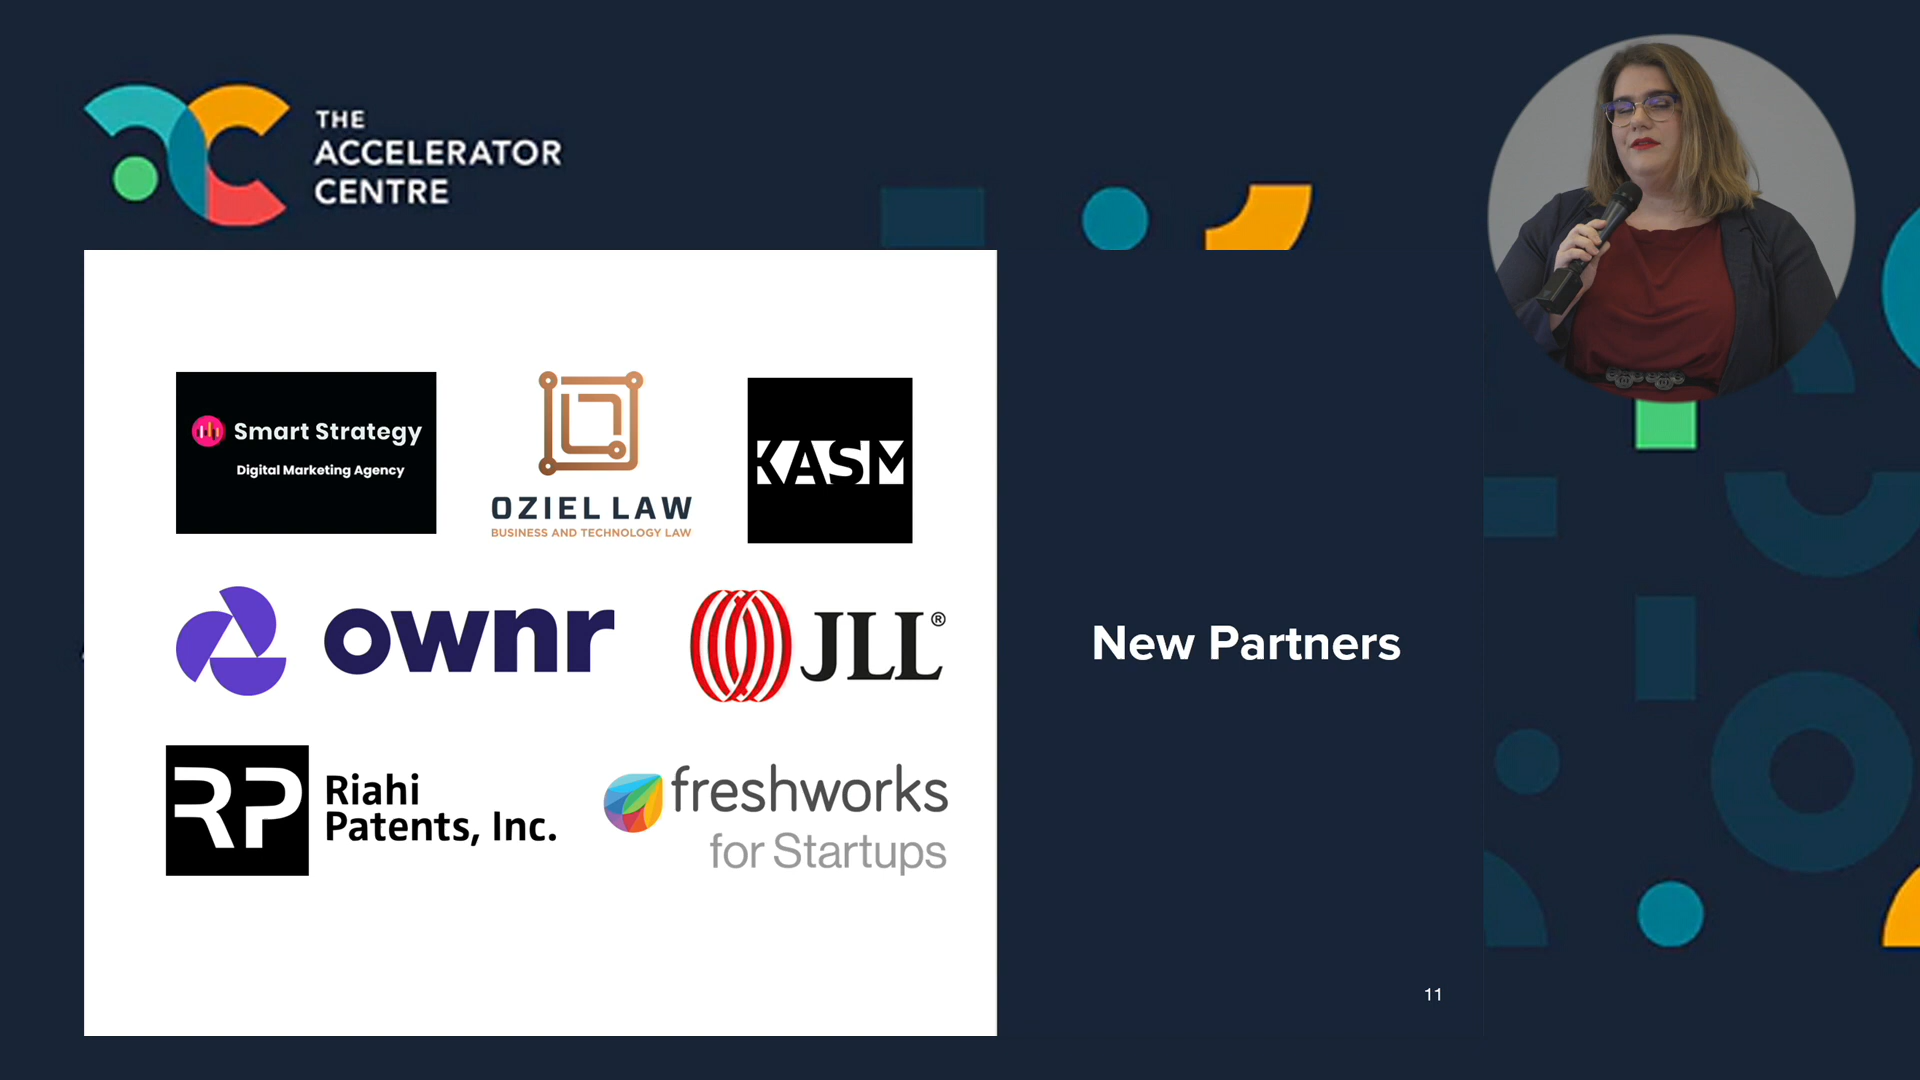 THE
ACCELERATOR
CENTRE
Smart Strategy
Digital Marketing Agency
OZIEL LAW
BUSINESS AND TECHNOLOGY LAW
KASM
ownr
JLL®
RP
Riahi
Patents, Inc.
freshworks
for Startups
New Partners
11